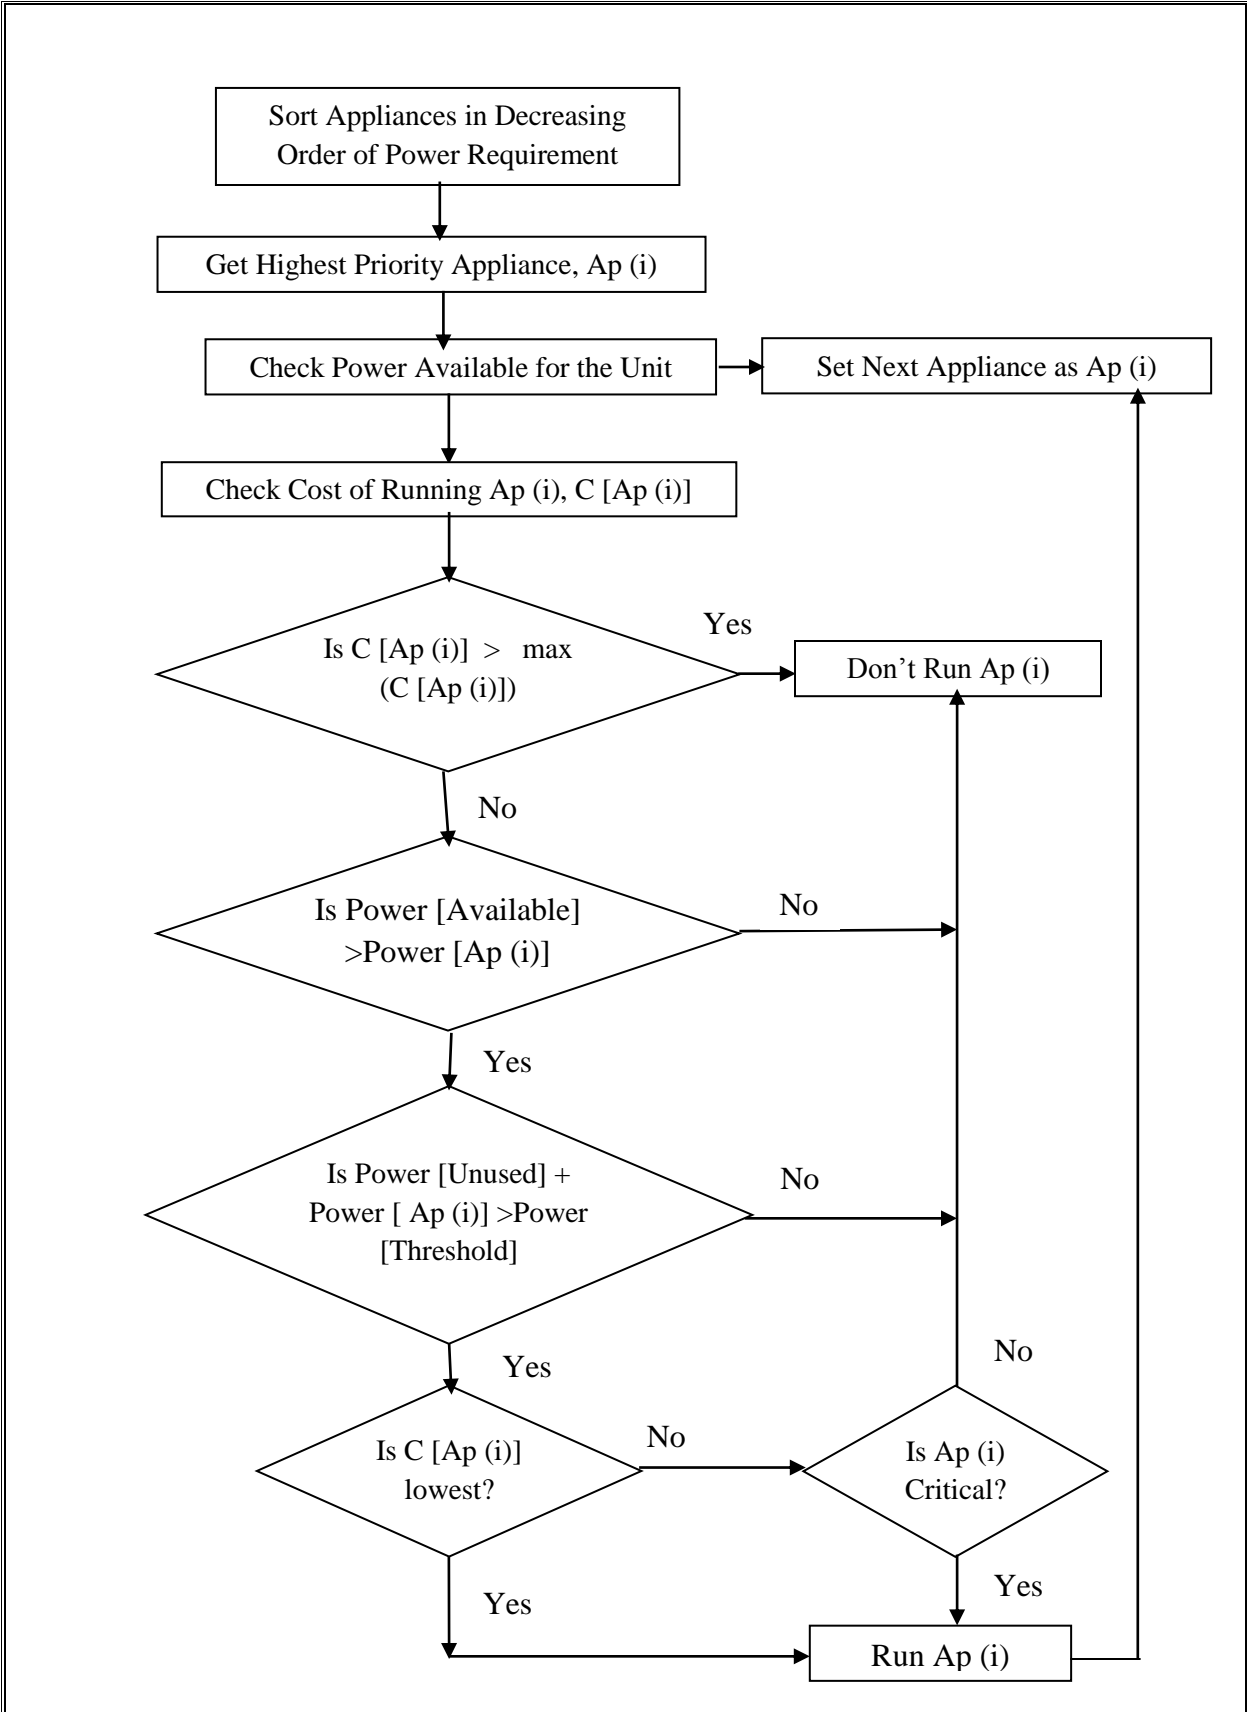 Sort Appliances in Decreasing
Order of Power Requirement
Get Highest Priority Appliance, Ap (i)
Check Power Available for the Unit
Set Next Appliance as Ap (i)
Check Cost of Running Ap (i), C [Ap (i)]
Is C [Ap (i)] > max
(C [Ap (i)])
Yes
Don’t Run Ap (i)
No
Is Power [Available]
>Power [Ap (i)]
No
Yes
Is Power [Unused] +
Power [ Ap (i)] >Power
[Threshold]
No
Yes
Is C [Ap (i)]
lowest?
No
Is Ap (i)
Critical?
No
Yes
Yes
Run Ap (i)